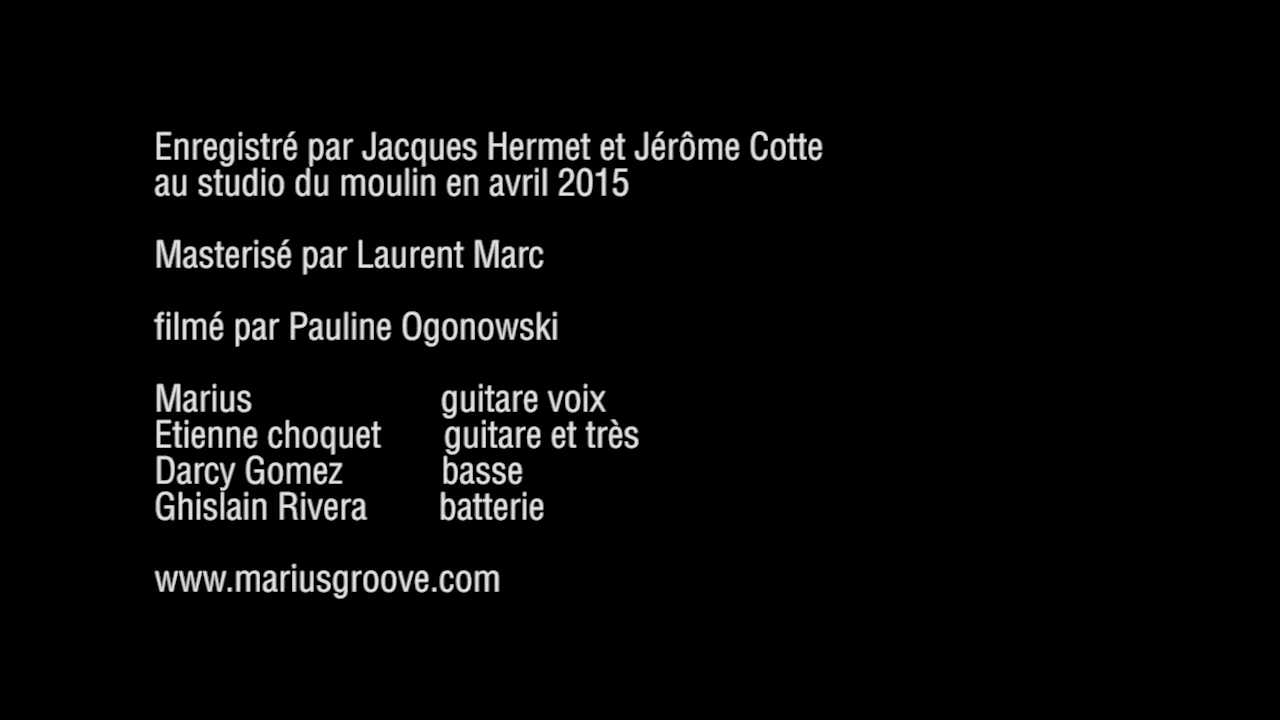 Enregistré par Jacques Hermet et Jérôme Cotte
au studio du moulin en avril 2015
Masterisé par Laurent Marc
filmé par Pauline Ogonowski
Marius guitare voix
Etienne choquet guitare et très
Darcy Gomez basse
Ghislain Rivera batterie
www.mariusgroove.com